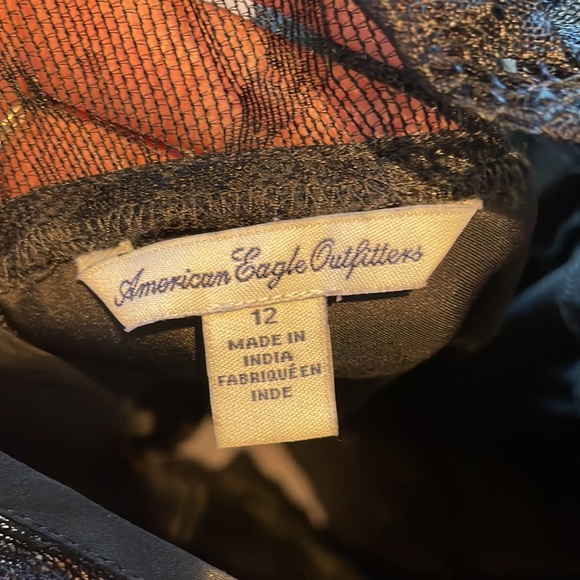 American Eagle Outfitters
12
MADE IN
INDIA
FABRIQUÉ EN
INDE